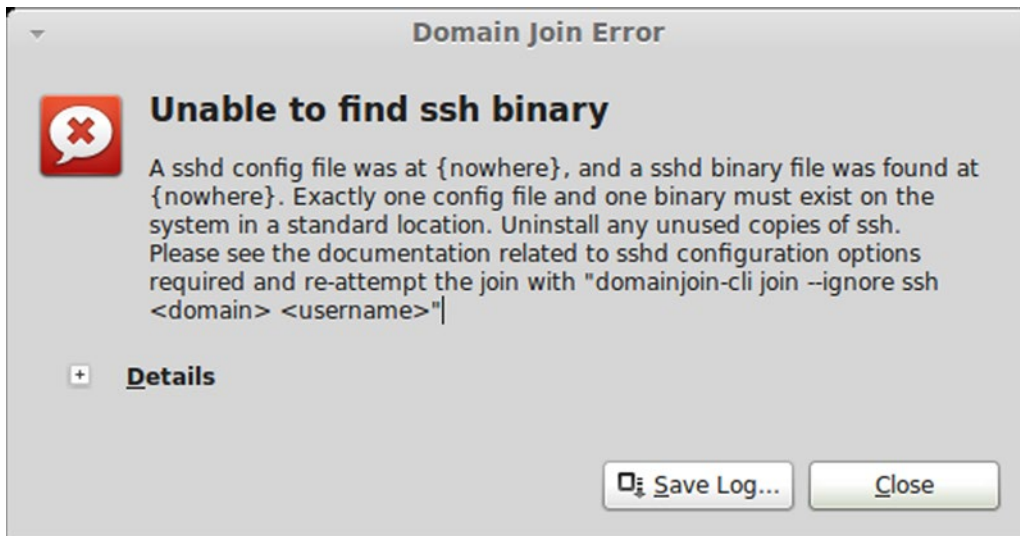 Domain Join Error
Unable to find ssh binary
A sshd config file was at {nowhere}, and a sshd binary file was found at
{nowhere}. Exactly one config file and one binary must exist on the
system in a standard location. Uninstall any unused copies of ssh.
Please see the documentation related to sshd configuration options
required and re-attempt the join with "domainjoin-cli join --ignore ssh
<domain> <username>"
Details
Save Log...
Close